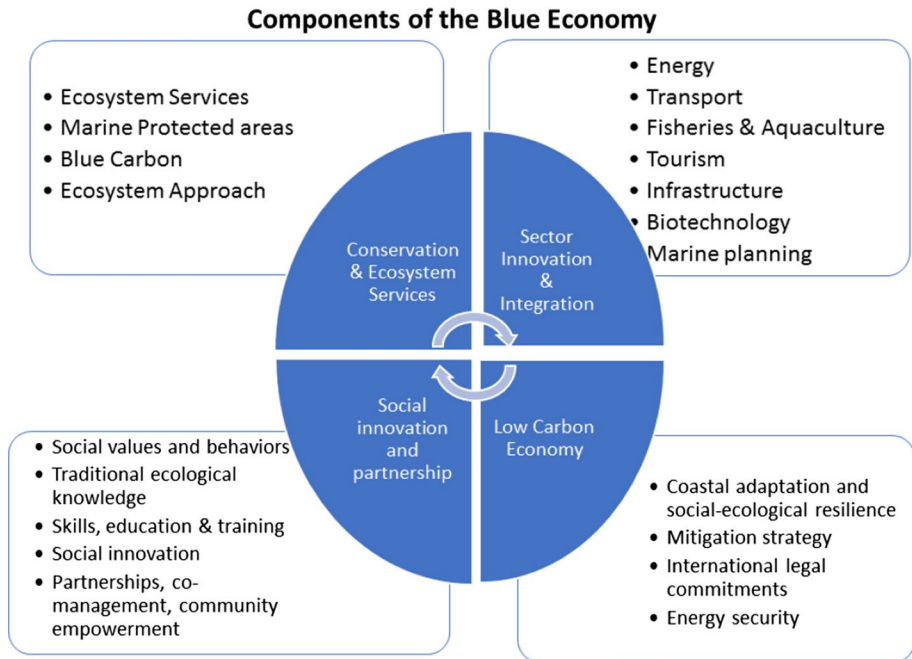 Components of the Blue Economy
• Ecosystem Services
• Marine Protected areas
• Blue Carbon
• Ecosystem Approach
• Energy
• Transport
• Fisheries & Aquaculture
• Tourism
• Infrastructure
• Biotechnology
Marine planning
Conservation
& Ecosystem
Services
Sector
Innovation
&
Integration
Social
innovation
and
partnership
Low Carbon
Economy
• Social values and behaviors
• Traditional ecological
knowledge
• Skills, education & training
• Social innovation
• Partnerships, co-
management, community
empowerment
• Coastal adaptation and
social-ecological resilience
• Mitigation strategy
• International legal
commitments
• Energy security